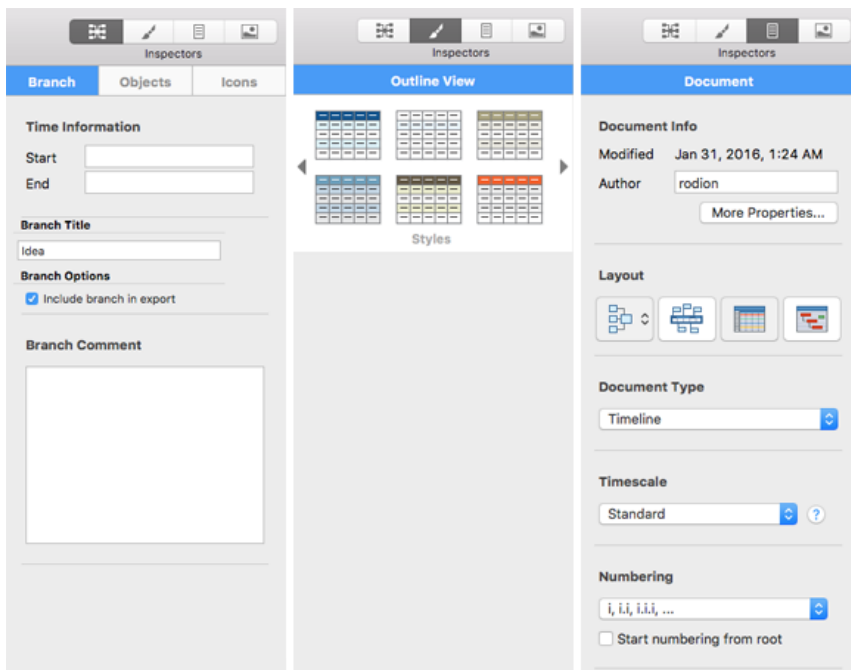 Inspectors
Branch Objects Icons
Time Information
Start
End
Branch Title
Idea
Branch Options
Include branch in export
Branch Comment
Inspectors
Outline View
Styles
Inspectors
Document
Document Info
Modified Jan 31, 2016, 1:24 AM
Author rodion
More Properties...
Layout
Document Type
Timeline
Timescale
Standard ?
Numbering
i, i.i, i.i.i, ...
Start numbering from root